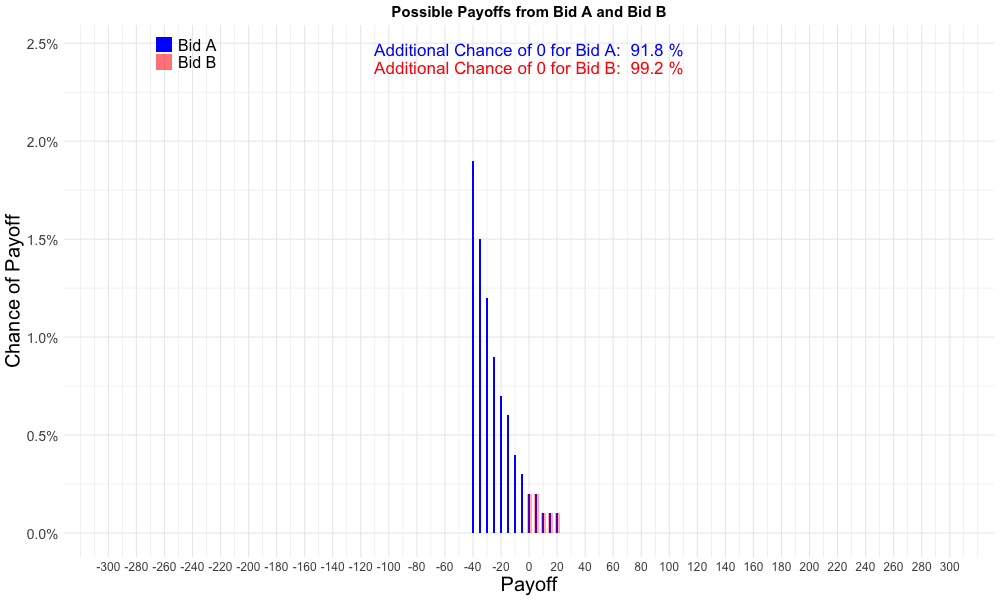 Possible Payoffs from Bid A and Bid B
Bid A
Bid B
Additional Chance of 0 for Bid A: 91.8 %
Additional Chance of 0 for Bid B: 99.2 %
Chance of Payoff
2.5%
2.0%
1.5%
1.0%
0.5%
0.0%
-300 -280 -260 -240 -220 -200 -180 -160 -140 -120 -100 -80 -60 -40 -20 0 20 40 60 80 100 120 140 160 180 200 220 240 260 280 300
Payoff